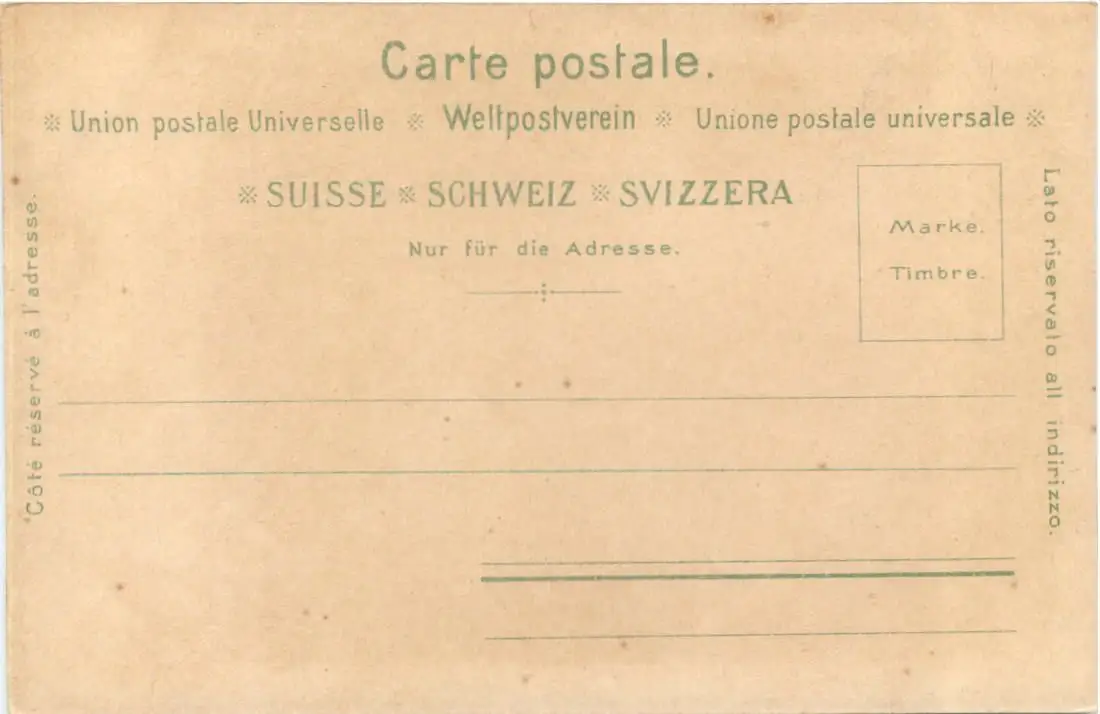 Carte postale.
※ Union postale Universelle ※ Weltpostverein ※ Unione postale universale ※
※ SUISSE ※ SCHWEIZ ※ SVIZZERA
Nur für die Adresse.
Marke.
Timbre.
Côté réservé à l'adresse.
Lato riservato all indirizzo.